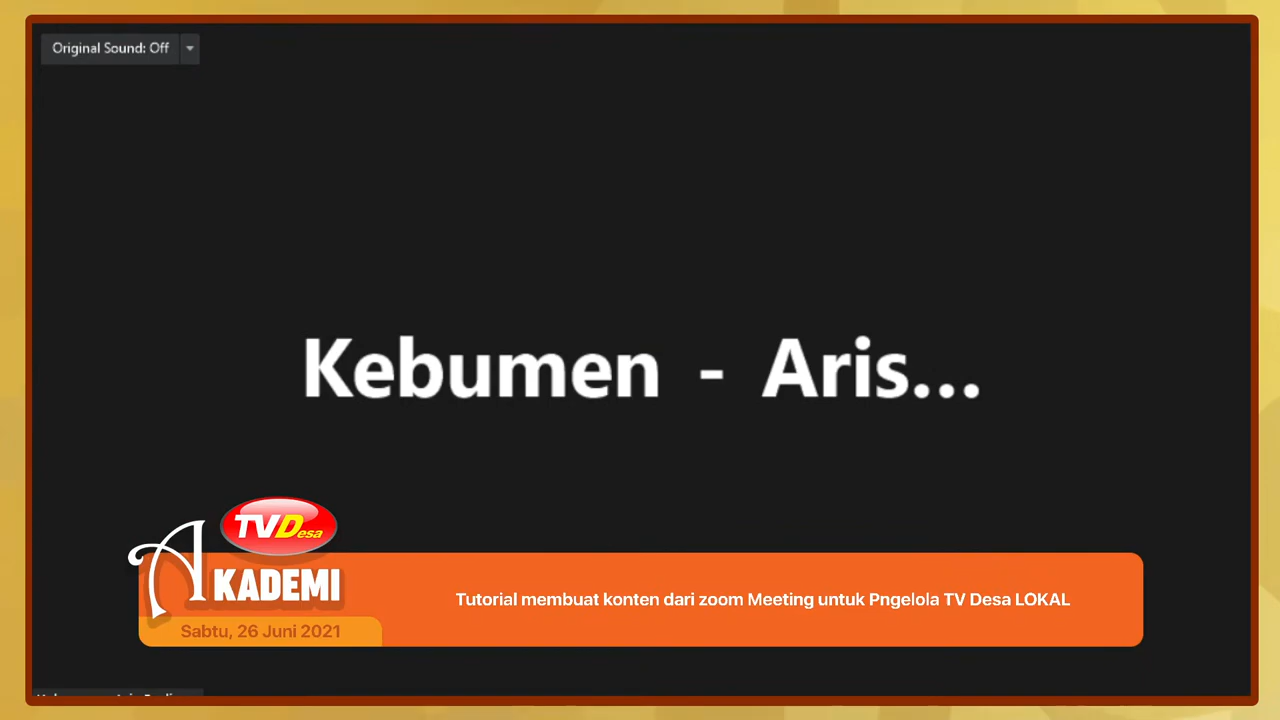 Original Sound: Off
Kebumen - Aris...
TVDesa
AKADEMI
Tutorial membuat konten dari zoom Meeting untuk Pngelola TV Desa LOKAL
Sabtu, 26 Juni 2021